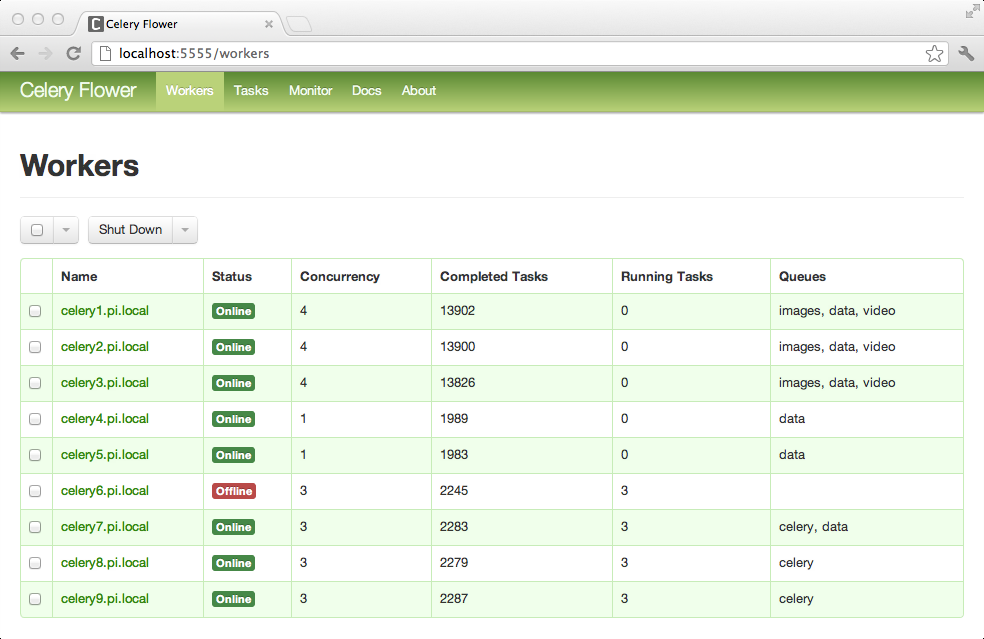 Celery Flower
localhost:5555/workers
Celery Flower Workers Tasks Monitor Docs About
Workers
Shut Down
Name Status Concurrency Completed Tasks Running Tasks Queues
celery1.pi.local Online 4 13902 0 images, data, video
celery2.pi.local Online 4 13900 0 images, data, video
celery3.pi.local Online 4 13826 0 images, data, video
celery4.pi.local Online 1 1989 0 data
celery5.pi.local Online 1 1983 0 data
celery6.pi.local Offline 3 2245 3
celery7.pi.local Online 3 2283 3 celery, data
celery8.pi.local Online 3 2279 3 celery
celery9.pi.local Online 3 2287 3 celery